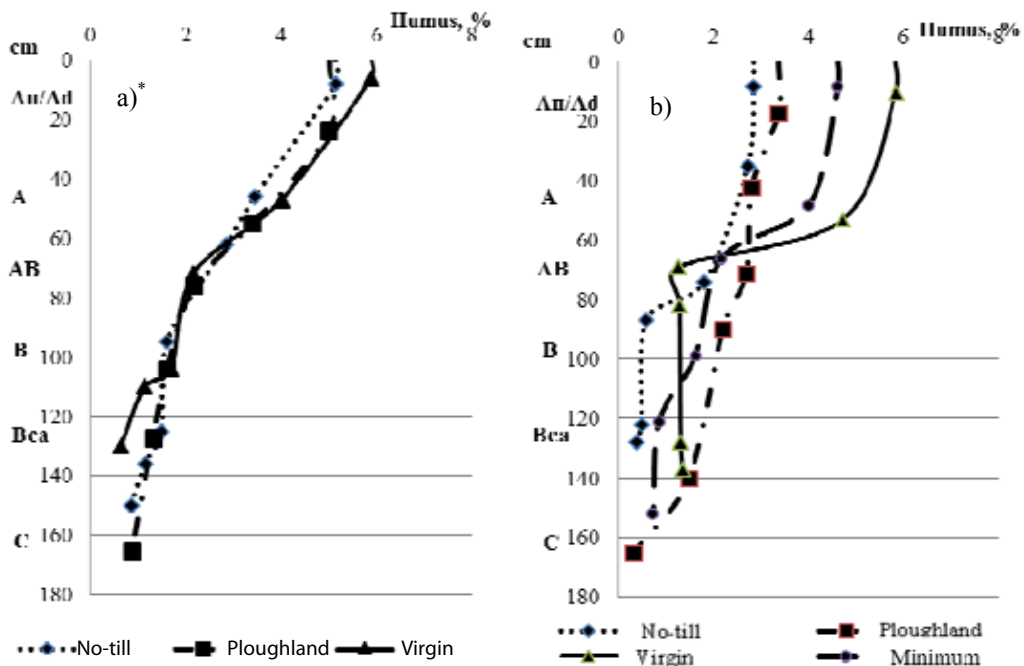 Humus, %
cm
0 2 4 6 8
0
An/Ad
a)*
20
40
A
60
AB
80
B
100
120
Bca
140
160
C
180
No-till Ploughland Virgin
Humus, %
cm
0 2 4 6 8
0
An/Ad
b)
20
40
A
60
AB
80
B
100
120
Bca
140
160
C
180
No-till Ploughland
Virgin Minimum